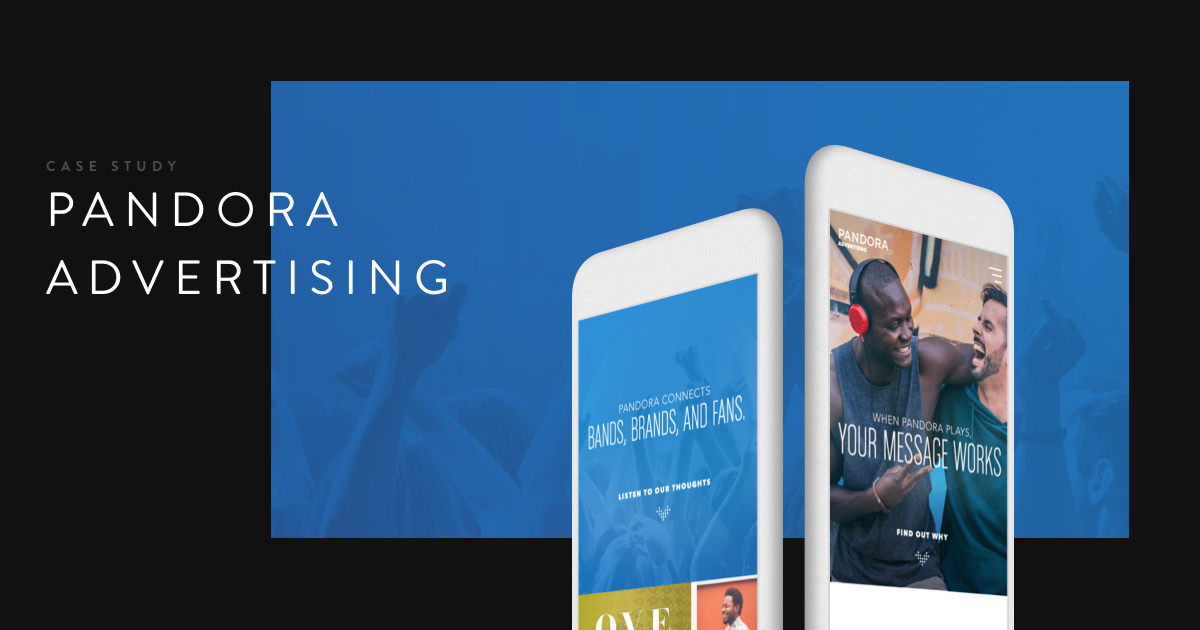 CASE STUDY
PANDORA
ADVERTISING
PANDORA CONNECTS
BANDS, BRANDS, AND FANS.
LISTEN TO OUR THOUGHTS
PANDORA
ADVERTISING
WHEN PANDORA PLAYS,
YOUR MESSAGE WORKS
FIND OUT WHY